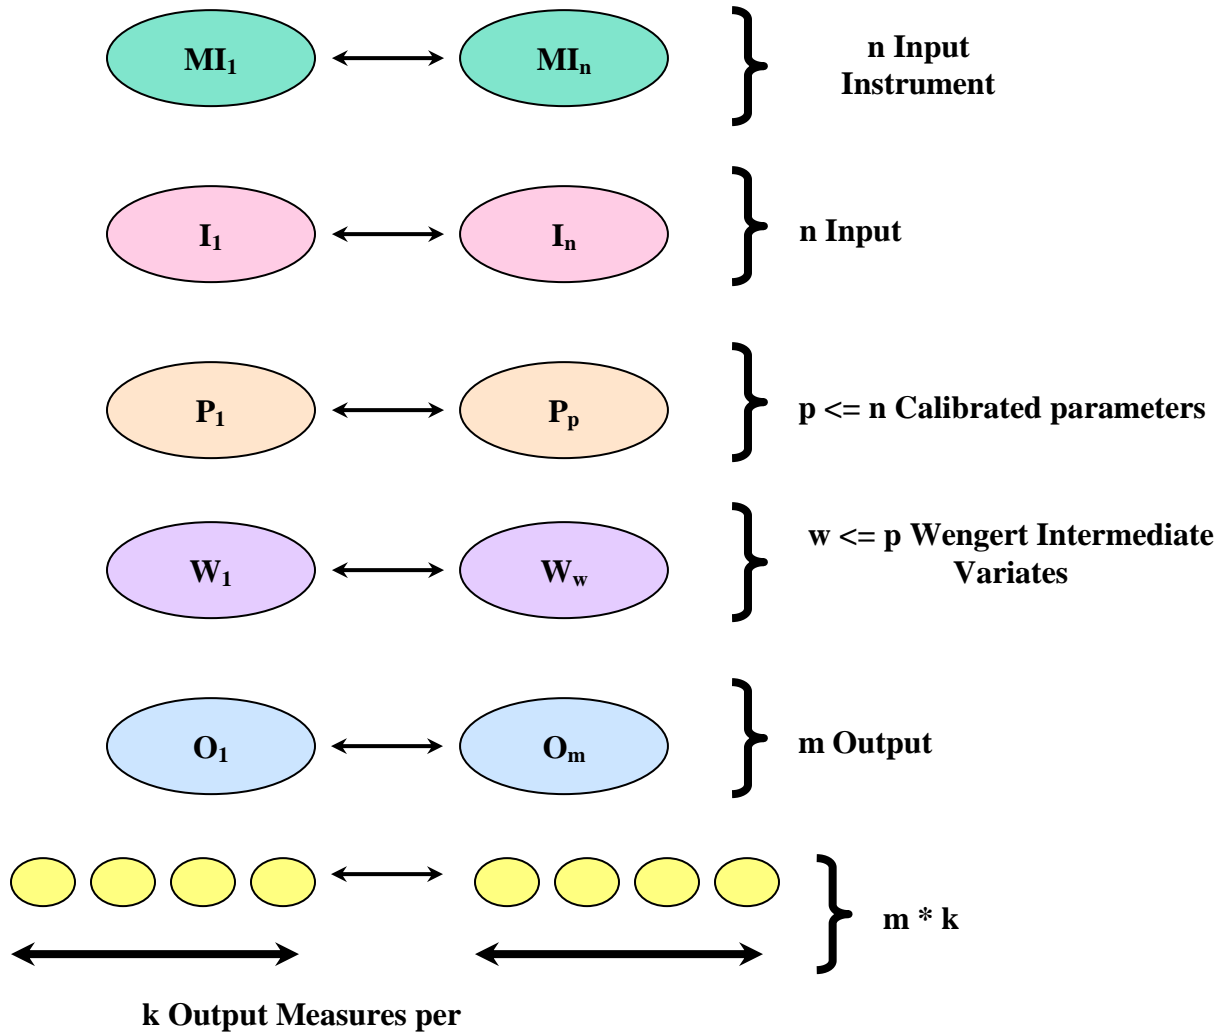 MI₁ MIₙ n Input
Instrument
I₁ Iₙ n Input
P₁ Pₚ p <= n Calibrated parameters
W₁ W_w w <= p Wengert Intermediate
Variates
O₁ Oₘ m Output
m * k
k Output Measures per